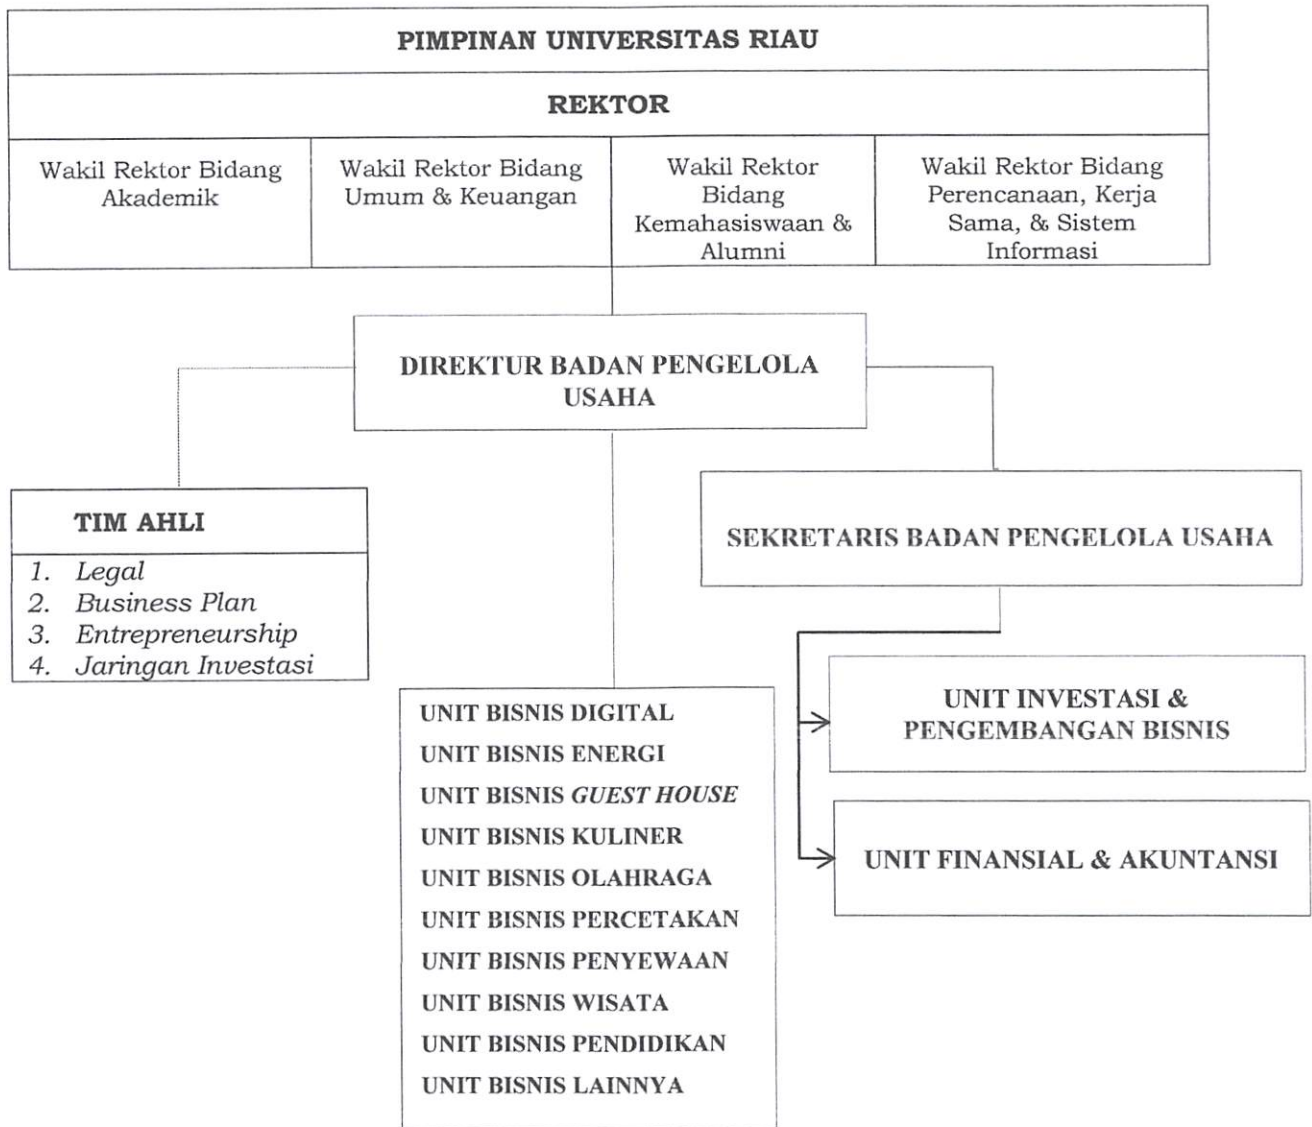 PIMPINAN UNIVERSITAS RIAU
REKTOR
Wakil Rektor Bidang
Akademik
Wakil Rektor Bidang
Umum & Keuangan
Wakil Rektor
Bidang
Kemahasiswaan &
Alumni
Wakil Rektor Bidang
Perencanaan, Kerja
Sama, & Sistem
Informasi
DIREKTUR BADAN PENGELOLA
USAHA
TIM AHLI
1. Legal
2. Business Plan
3. Entrepreneurship
4. Jaringan Investasi
SEKRETARIS BADAN PENGELOLA USAHA
UNIT INVESTASI &
PENGEMBANGAN BISNIS
UNIT FINANSIAL & AKUNTANSI
UNIT BISNIS DIGITAL
UNIT BISNIS ENERGI
UNIT BISNIS GUEST HOUSE
UNIT BISNIS KULINER
UNIT BISNIS OLAHRAGA
UNIT BISNIS PERCETAKAN
UNIT BISNIS PENYEWAAN
UNIT BISNIS WISATA
UNIT BISNIS PENDIDIKAN
UNIT BISNIS LAINNYA